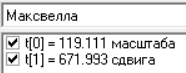 Максвелла
t[0] = 119.111 масштаба
t[1] = 671.993 сдвига